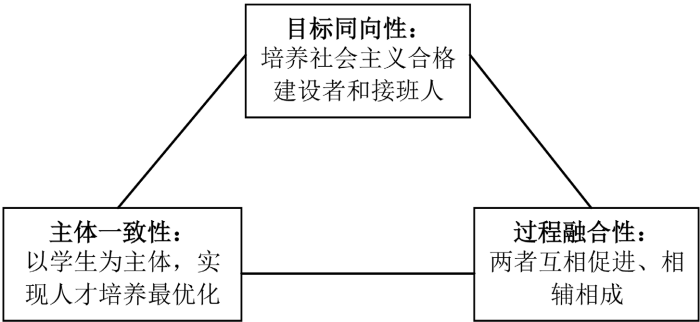 目标同向性：
培养社会主义合格
建设者和接班人
主体一致性：
以学生为主体，实
现人才培养最优化
过程融合性：
两者互相促进、相
辅相成